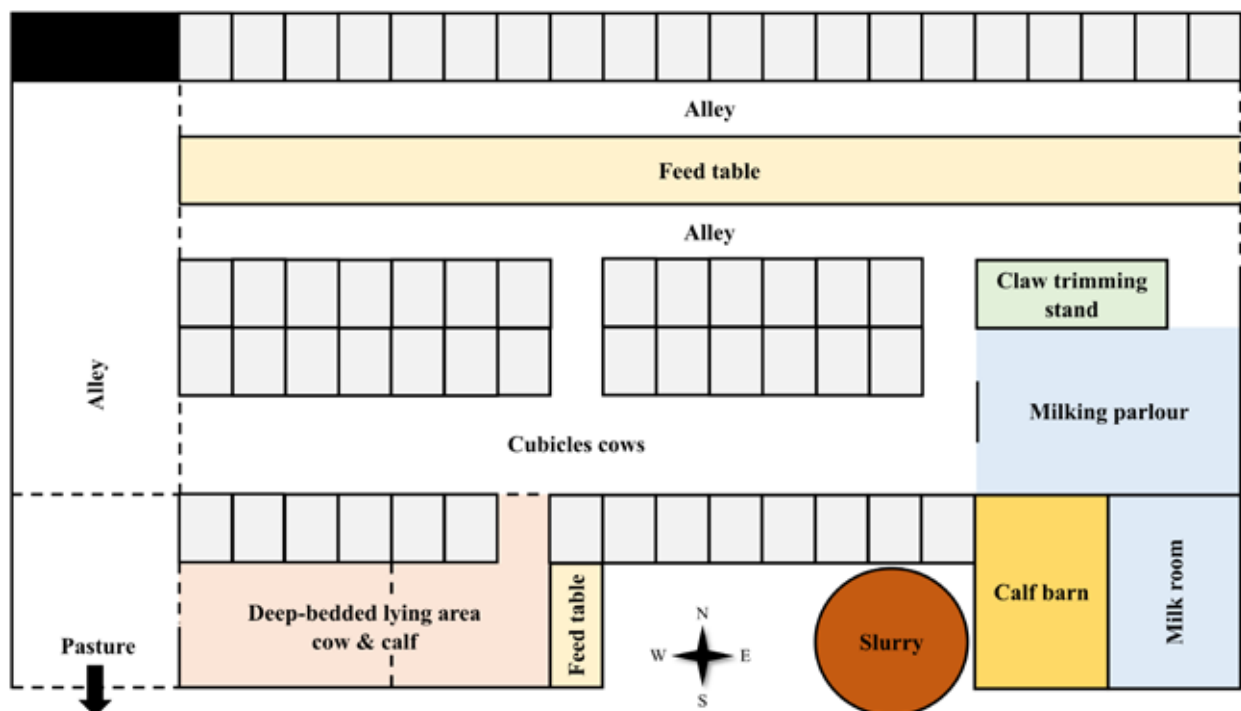 Alley
Feed table
Alley
Claw trimming
stand
Alley
Milking parlour
Cubicles cows
Deep-bedded lying area
cow & calf
Feed table
N
W
E
S
Slurry
Calf barn
Milk room
Pasture